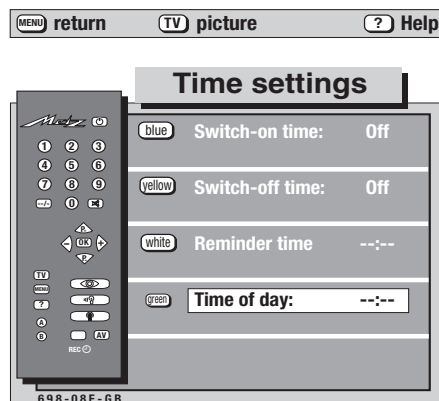 MENU return TV picture ? Help
Time settings
Metz
blue Switch-on time: Off
1 2 3
4 5 6
yellow Switch-off time: Off
7 8 9
--/- 0
P+
white Reminder time --:--
- OK +
P-
TV
MENU
green Time of day: --:--
?
A
B AV
REC
698-08E-GB